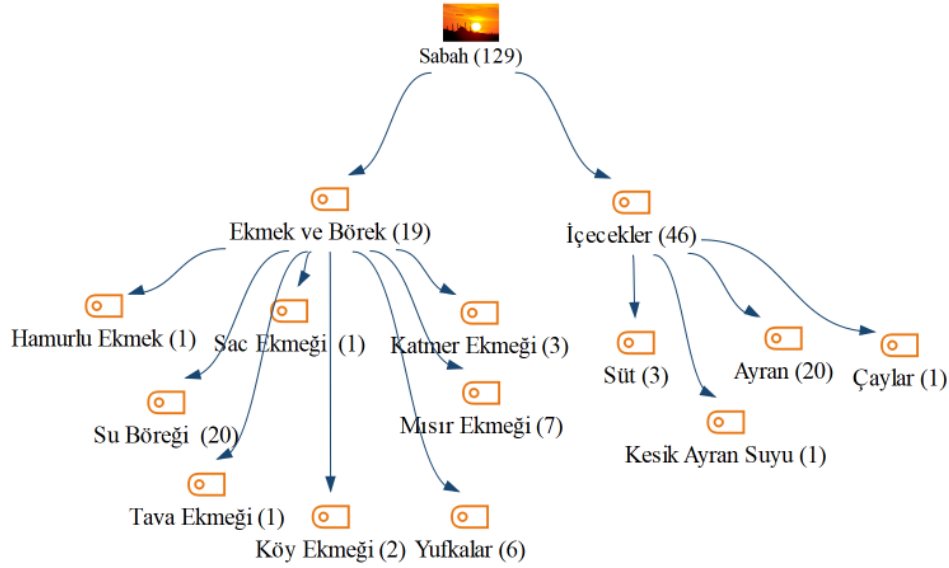 Sabah (129)
Ekmek ve Börek (19)
İçecekler (46)
Hamurlu Ekmek (1)
Sac Ekmeği (1)
Katmer Ekmeği (3)
Süt (3)
Ayran (20)
Çaylar (1)
Su Böreği (20)
Mısır Ekmeği (7)
Kesik Ayran Suyu (1)
Tava Ekmeği (1)
Köy Ekmeği (2)
Yufkalar (6)